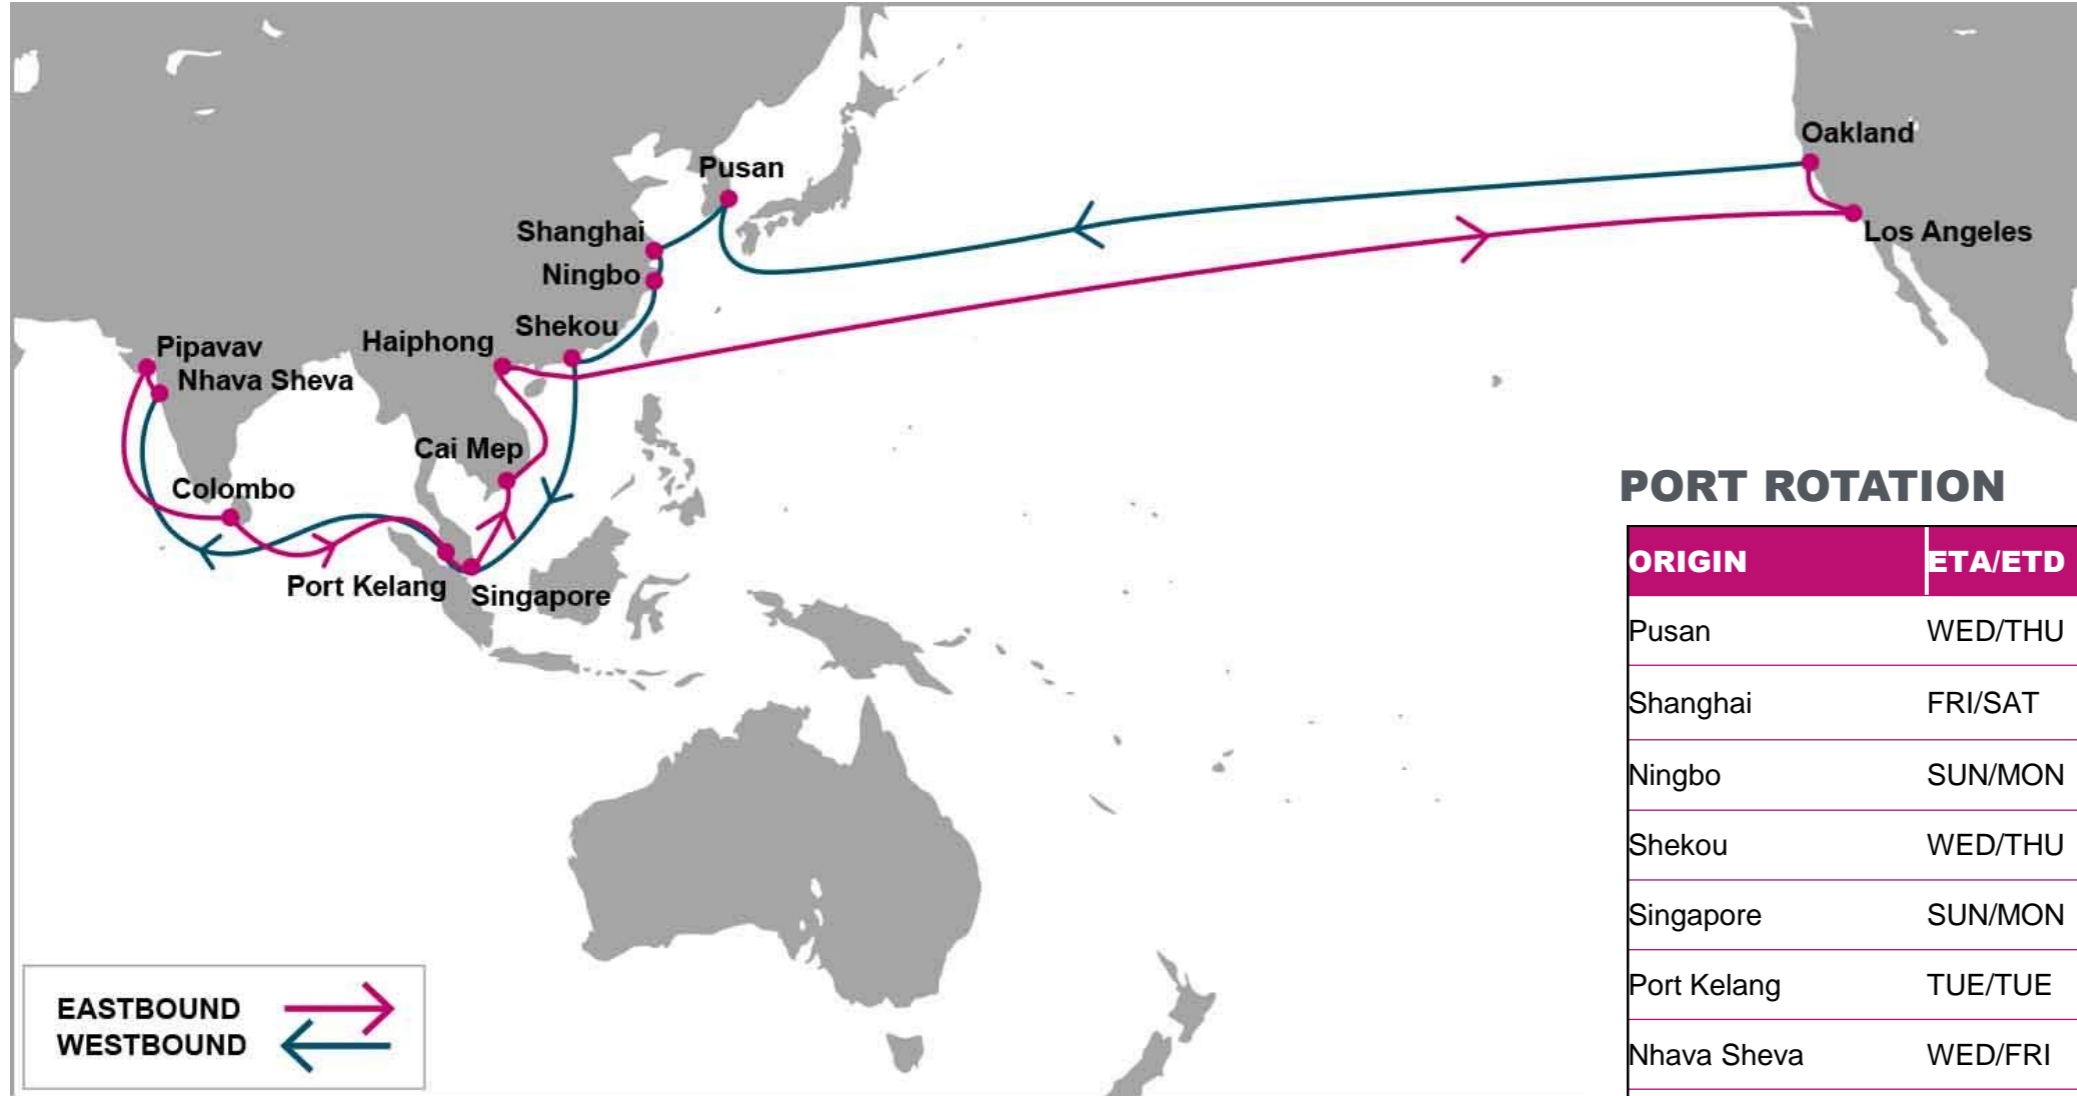 Oakland
Pusan
Los Angeles
Shanghai
Ningbo
Shekou
Haiphong
Pipavav
Nhava Sheva
Cai Mep
Colombo
Port Kelang
Singapore
EASTBOUND
WESTBOUND
PORT ROTATION
ORIGIN ETA/ETD
Pusan WED/THU
Shanghai FRI/SAT
Ningbo SUN/MON
Shekou WED/THU
Singapore SUN/MON
Port Kelang TUE/TUE
Nhava Sheva WED/FRI